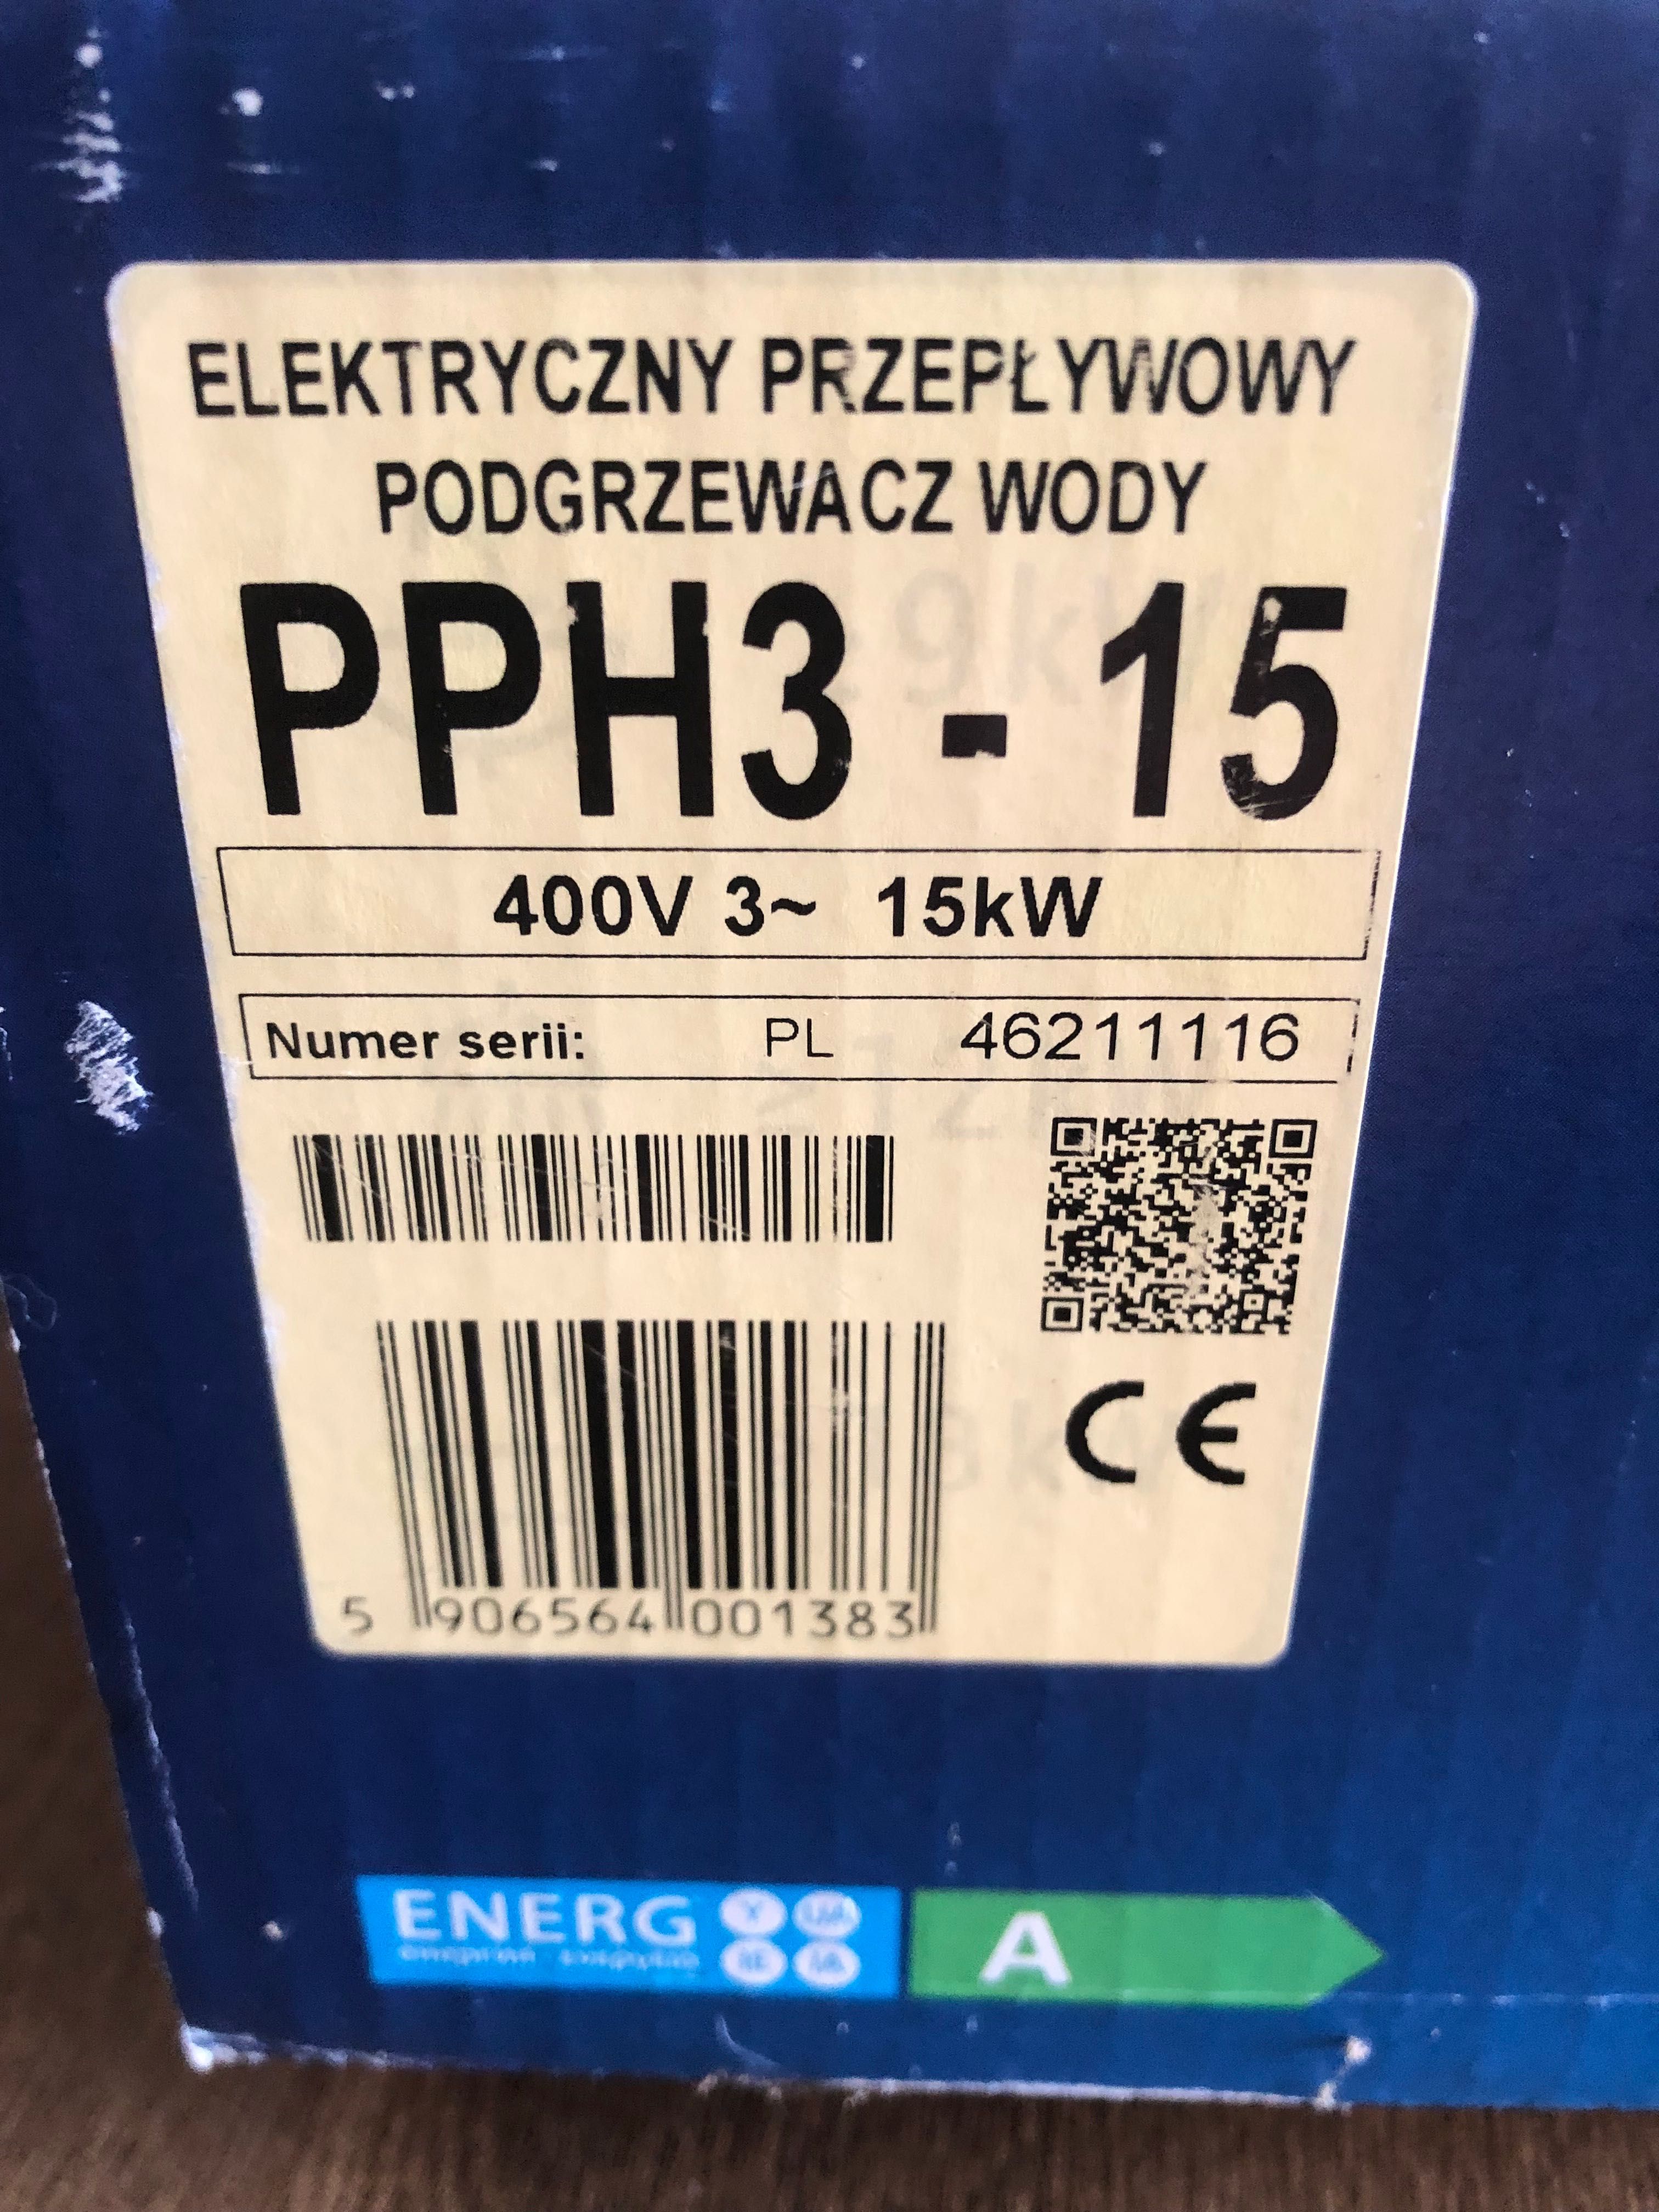 ELEKTRYCZNY PRZEPŁYWOWY
PODGRZEWACZ WODY
PPH3 - 15
400V 3~ 15kW
Numer serii: PL 46211116
CE
5 906564 001383
ENERG
A